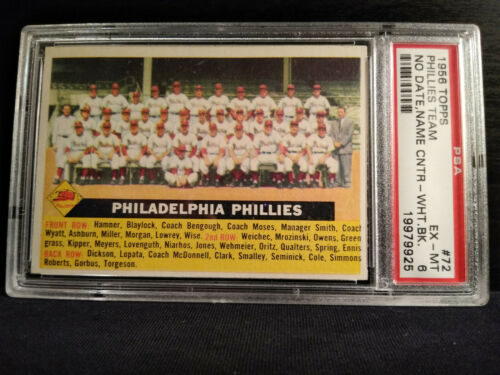 PHILADELPHIA PHILLIES
FRONT ROW: Hamner, Blaylock, Coach Bengough, Coach Moses, Manager Smith, Coach
Wyatt, Ashburn, Miller, Morgan, Lowrey, Wise. 2nd ROW: Weichec, Mrozinski, Owens, Green
grass, Kipper, Meyers, Lovenguth, Niarhos, Jones, Webmeier, Oritz, Qualters, Spring, Ennis
BACK ROW: Dickson, Lopata, Coach McDonnell, Clark, Smalley, Seminick, Cole, Simmons
Roberts, Gorbus, Torgeson.
1956 TOPPS #72
PHILLIES TEAM EX - MT
NO DATE,NAME CNTR-WHT.BK. 6
PSA 19979925